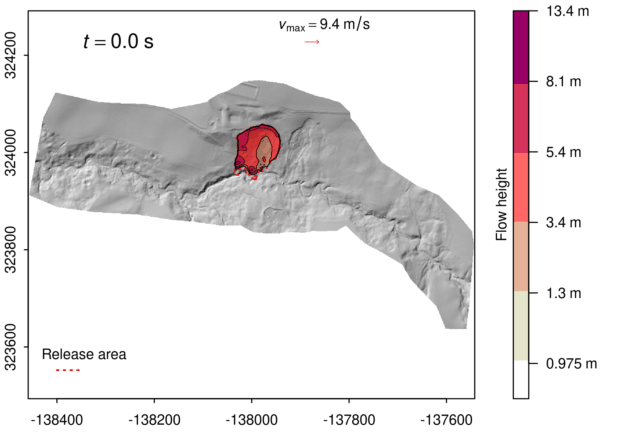 t = 0.0 s
v_max = 9.4 m/s
324200
324000
323800
323600
Release area
-138400
-138200
-138000
-137800
-137600
Flow height
13.4 m
8.1 m
5.4 m
3.4 m
1.3 m
0.975 m